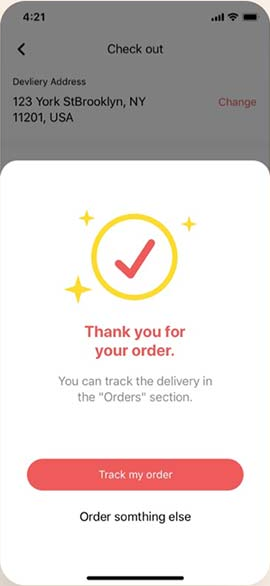 4:21
Check out
Devliery Address
123 York StBrooklyn, NY
11201, USA
Change
Thank you for
your order.
You can track the delivery in
the "Orders" section.
Track my order
Order somthing else